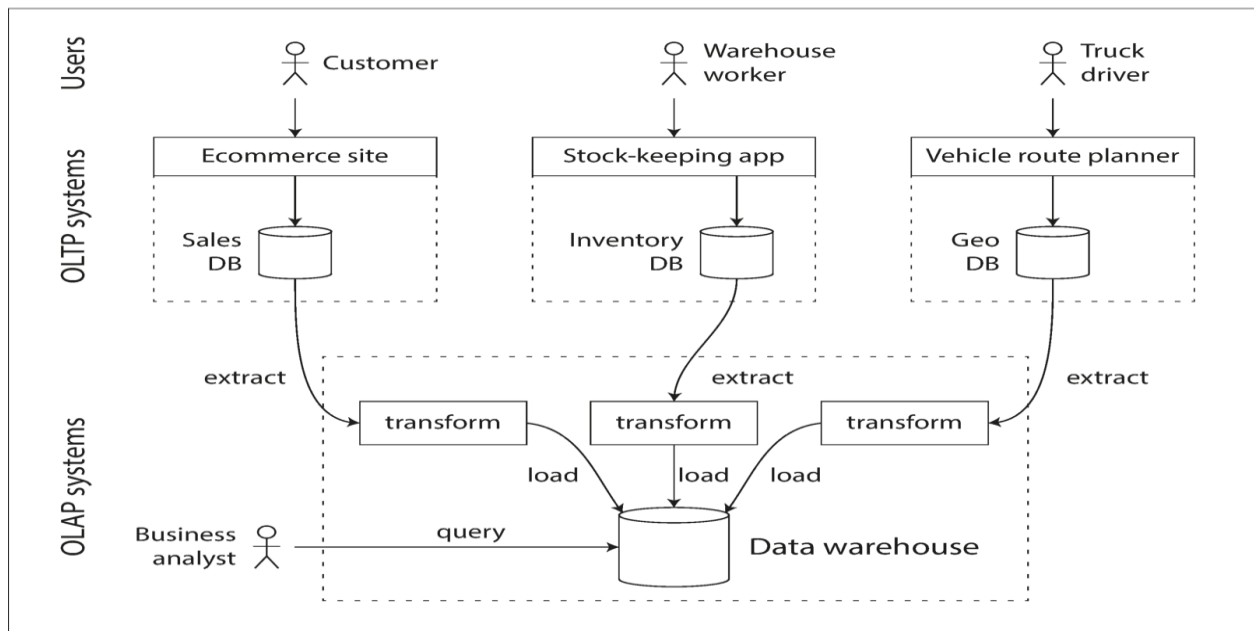 Users
Customer
Warehouse
worker
Truck
driver
OLTP systems
Ecommerce site
Stock-keeping app
Vehicle route planner
Sales
DB
Inventory
DB
Geo
DB
extract
extract
extract
OLAP systems
transform
transform
transform
load
load
load
Business
analyst
query
Data warehouse